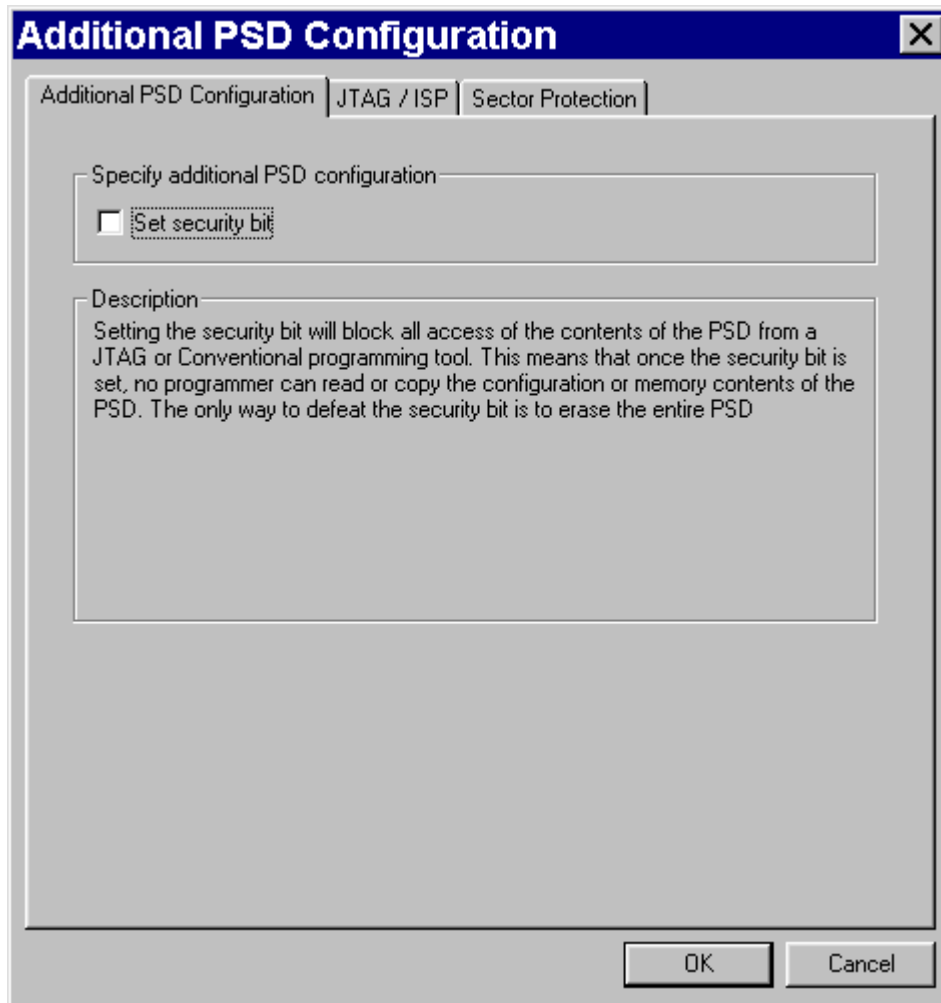 Additional PSD Configuration
Additional PSD Configuration JTAG / ISP Sector Protection
Specify additional PSD configuration
Set security bit
Description
Setting the security bit will block all access of the contents of the PSD from a
JTAG or Conventional programming tool. This means that once the security bit is
set, no programmer can read or copy the configuration or memory contents of the
PSD. The only way to defeat the security bit is to erase the entire PSD
OK Cancel